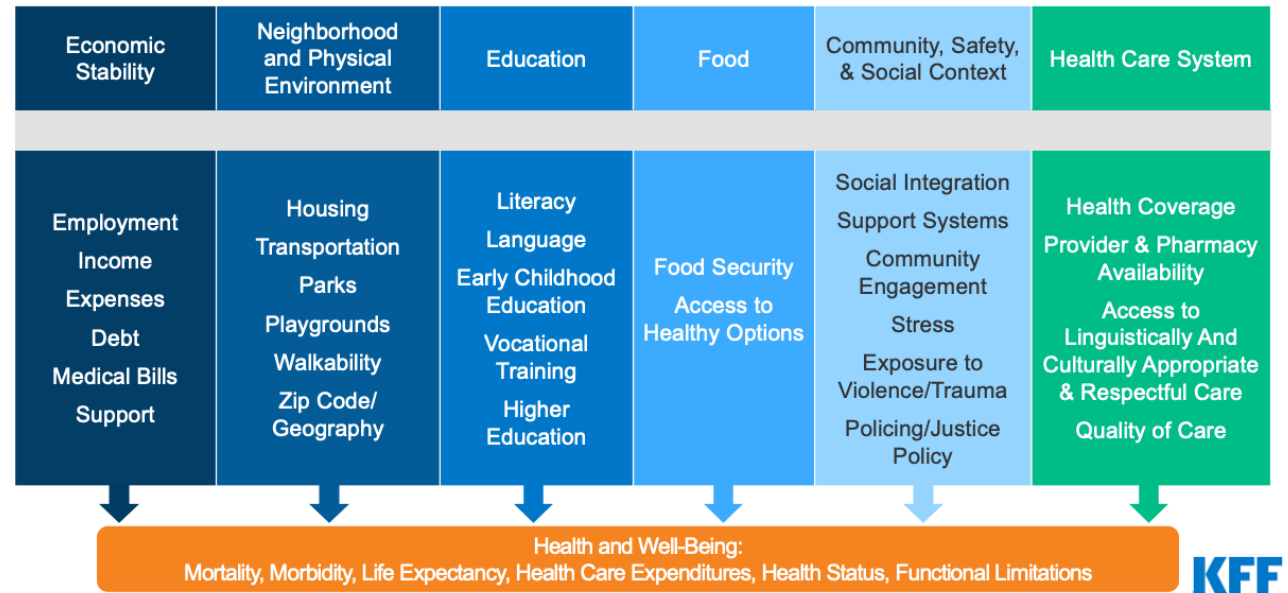 Economic
Stability
Neighborhood
and Physical
Environment
Education
Food
Community, Safety,
& Social Context
Health Care System
Employment
Income
Expenses
Debt
Medical Bills
Support
Housing
Transportation
Parks
Playgrounds
Walkability
Zip Code/
Geography
Literacy
Language
Early Childhood
Education
Vocational
Training
Higher
Education
Food Security
Access to
Healthy Options
Social Integration
Support Systems
Community
Engagement
Stress
Exposure to
Violence/Trauma
Policing/Justice
Policy
Health Coverage
Provider & Pharmacy
Availability
Access to
Linguistically And
Culturally Appropriate
& Respectful Care
Quality of Care
Health and Well-Being:
Mortality, Morbidity, Life Expectancy, Health Care Expenditures, Health Status, Functional Limitations
KFF